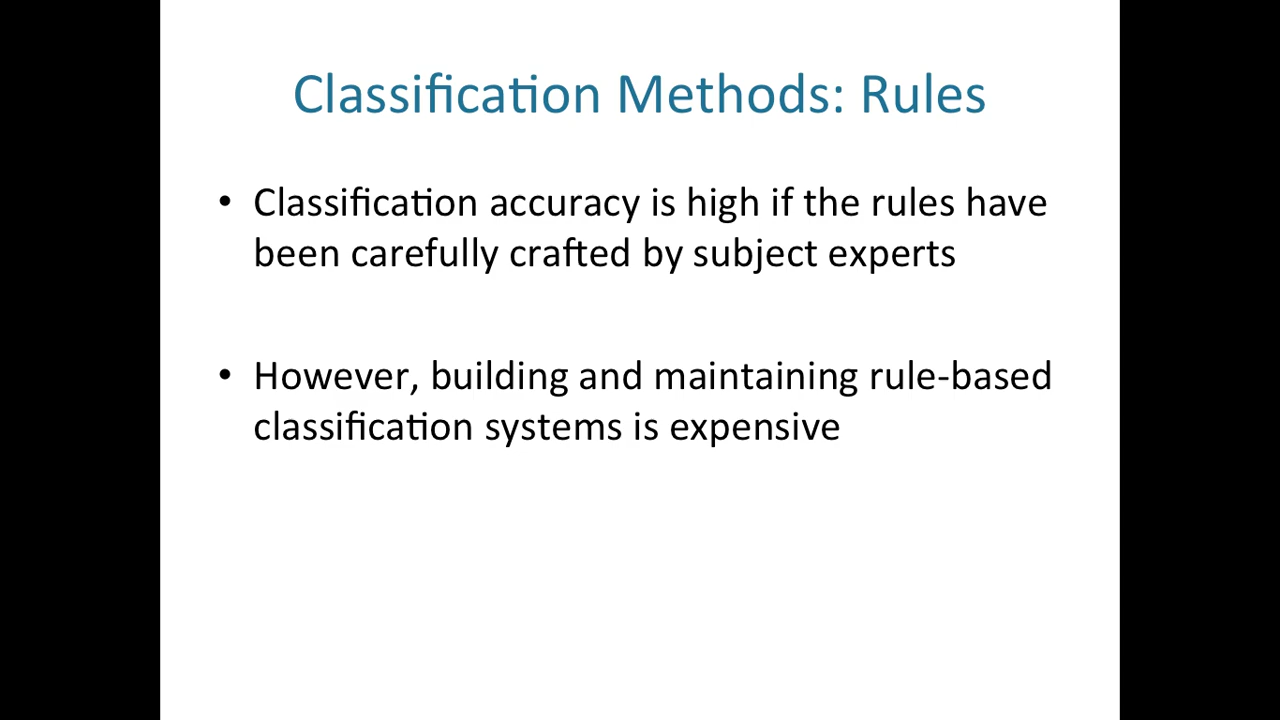 Classification Methods: Rules
• Classification accuracy is high if the rules have
been carefully crafted by subject experts
• However, building and maintaining rule-based
classification systems is expensive